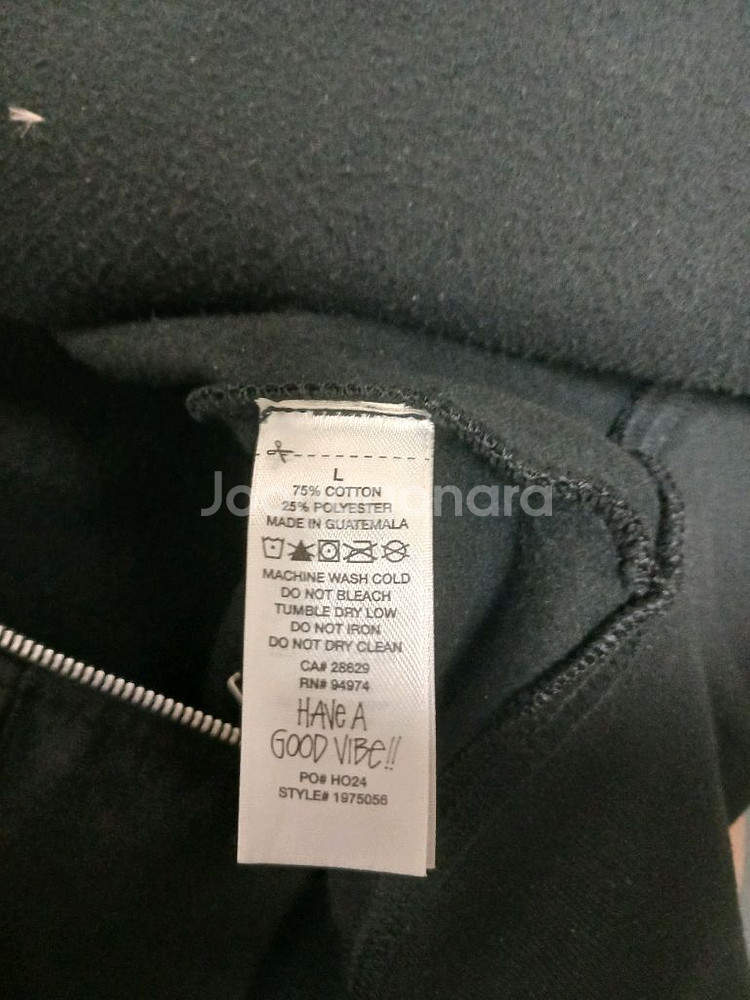 L
75% COTTON
25% POLYESTER
MADE IN GUATEMALA
MACHINE WASH COLD
DO NOT BLEACH
TUMBLE DRY LOW
DO NOT IRON
DO NOT DRY CLEAN
CA# 28629
RN# 94974
HAVE A
GOOD VIBE!!
PO# HO24
STYLE# 1975056